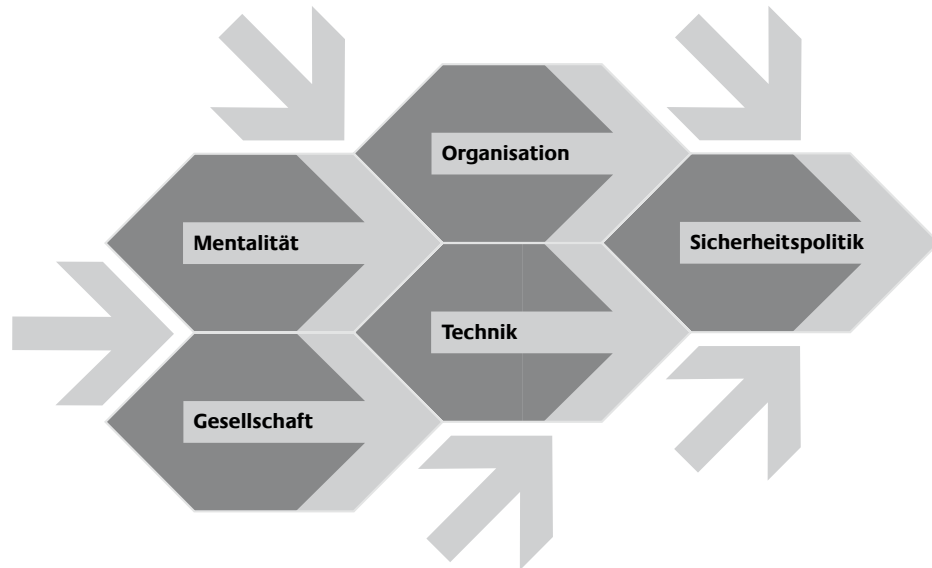 Organisation
Mentalität
Sicherheitspolitik
Technik
Gesellschaft